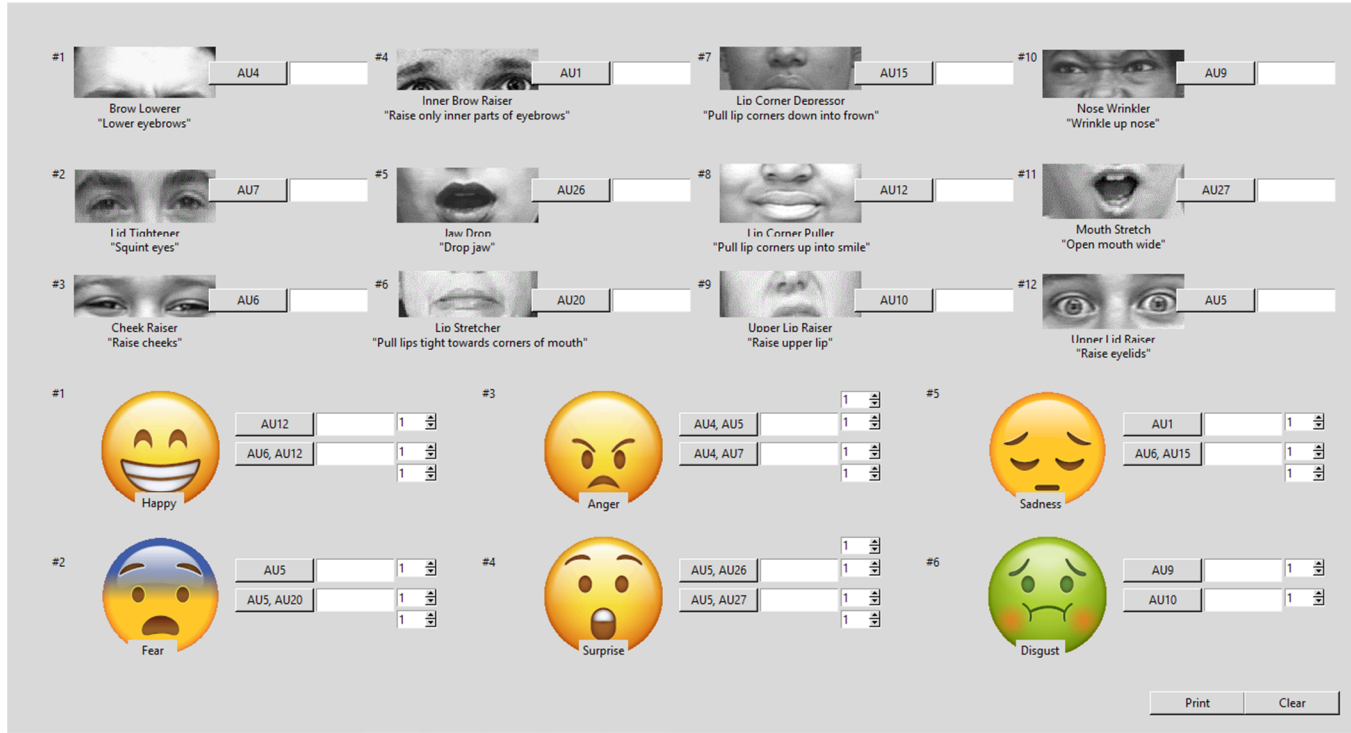 #1
AU4
Brow Lowerer
"Lower eyebrows"
#4
AU1
Inner Brow Raiser
"Raise only inner parts of eyebrows"
#7
AU15
Lip Corner Depressor
"Pull lip corners down into frown"
#10
AU9
Nose Wrinkler
"Wrinkle up nose"
#2
AU7
Lid Tightener
"Squint eyes"
#5
AU26
Jaw Drop
"Drop jaw"
#8
AU12
Lip Corner Puller
"Pull lip corners up into smile"
#11
AU27
Mouth Stretch
"Open mouth wide"
#3
AU6
Cheek Raiser
"Raise cheeks"
#6
AU20
Lip Stretcher
"Pull lips tight towards corners of mouth"
#9
AU10
Upper Lip Raiser
"Raise upper lip"
#12
AU5
Upper Lid Raiser
"Raise eyelids"
#1
AU12
1
AU6, AU12
1
1
Happy
#3
1
AU4, AU5
1
AU4, AU7
1
1
Anger
#5
AU1
1
AU6, AU15
1
1
Sadness
#2
AU5
1
AU5, AU20
1
1
Fear
#4
1
AU5, AU26
1
AU5, AU27
1
1
Surprise
#6
AU9
1
AU10
1
Disgust
Print
Clear